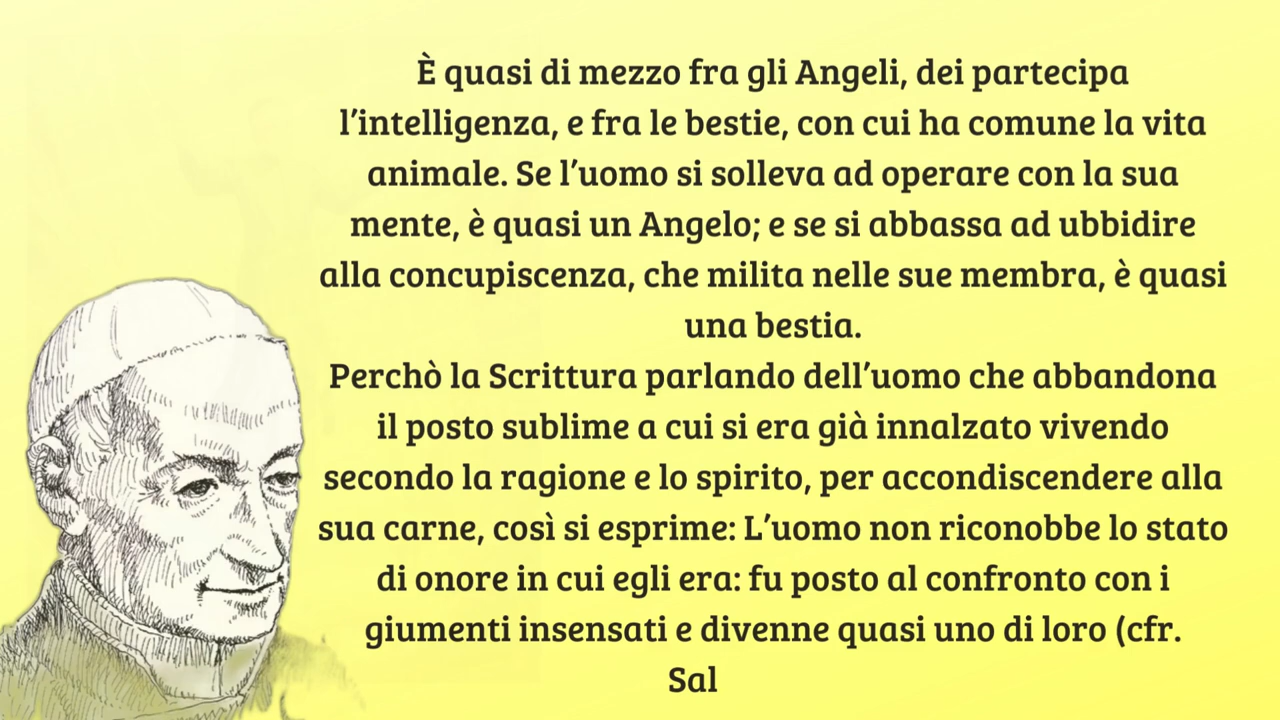 È quasi di mezzo fra gli Angeli, dei partecipa
l’intelligenza, e fra le bestie, con cui ha comune la vita
animale. Se l’uomo si solleva ad operare con la sua
mente, è quasi un Angelo; e se si abbassa ad ubbidire
alla concupiscenza, che milita nelle sue membra, è quasi
una bestia.
Perchò la Scrittura parlando dell’uomo che abbandona
il posto sublime a cui si era già innalzato vivendo
secondo la ragione e lo spirito, per accondiscendere alla
sua carne, così si esprime: L’uomo non riconobbe lo stato
di onore in cui egli era: fu posto al confronto con i
giumenti insensati e divenne quasi uno di loro (cfr.
Sal